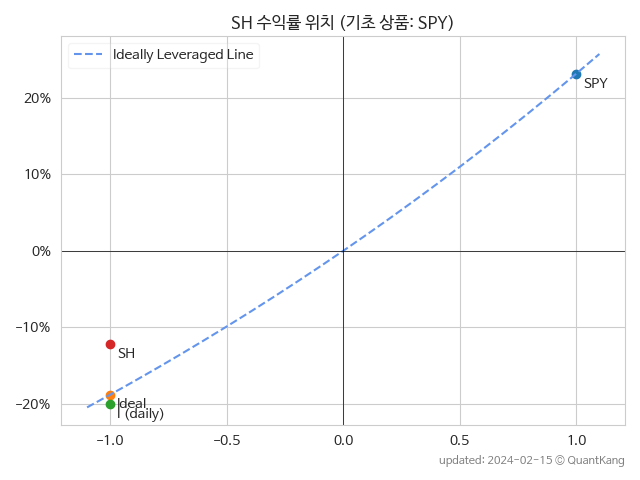 SH 수익률 위치 (기초 상품: SPY)
Ideally Leveraged Line
20%
10%
0%
−10%
−20%
SPY
SH
Ideal
(daily)
−1.0
−0.5
0.0
0.5
1.0
updated: 2024-02-15 © QuantKang